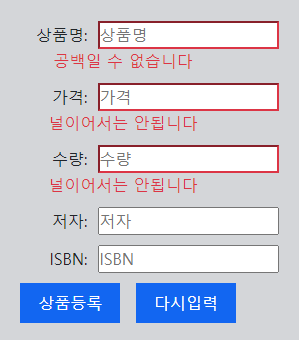 상품명: 상품명
공백일 수 없습니다
가격: 가격
널이어서는 안됩니다
수량: 수량
널이어서는 안됩니다
저자: 저자
ISBN: ISBN
상품등록 다시입력